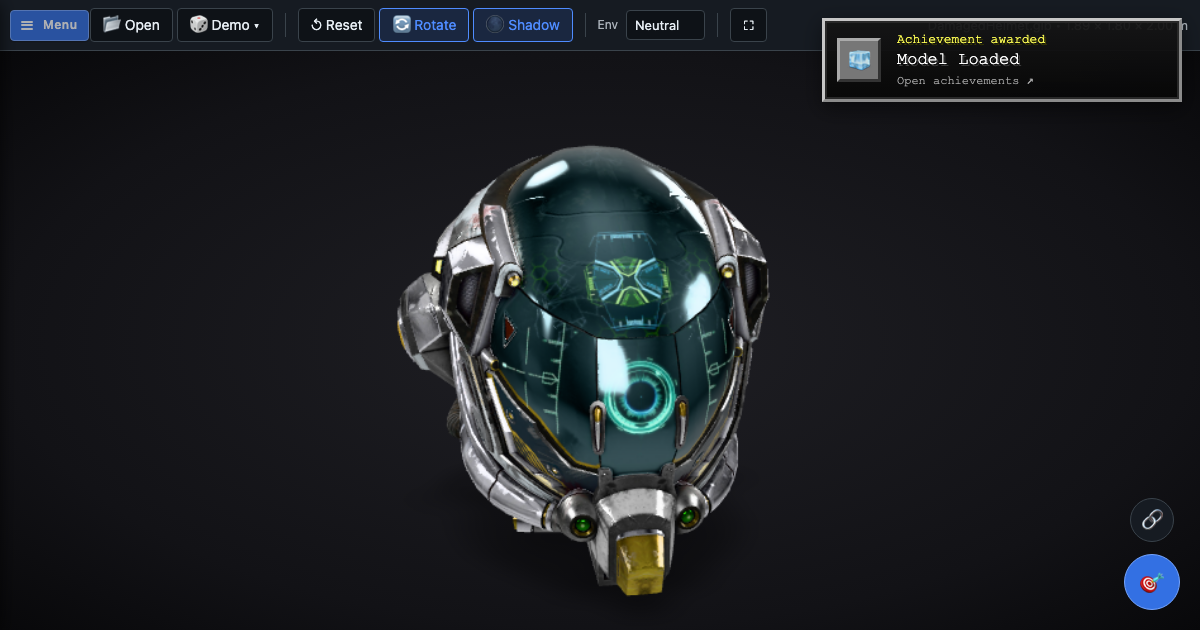 Menu
Open
Demo
Reset
Rotate
Shadow
Env
Neutral
Achievement awarded
Model Loaded
Open achievements ↗